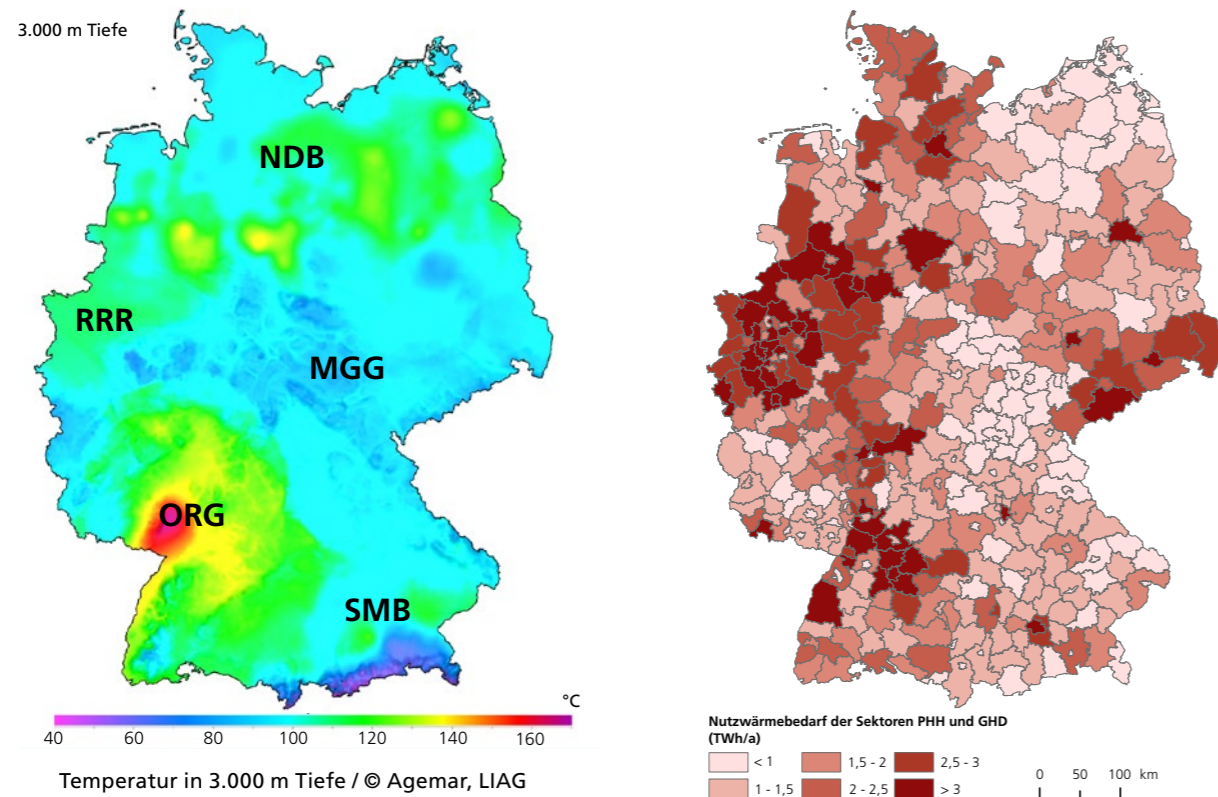 3.000 m Tiefe
NDB
RRR
MGG
ORG
SMB
°C
40 60 80 100 120 140 160
Temperatur in 3.000 m Tiefe / © Agemar, LIAG
Nutzwärmebedarf der Sektoren PHH und GHD
(TWh/a)
< 1 1,5 - 2 2,5 - 3
1 - 1,5 2 - 2,5 > 3
0 50 100 km